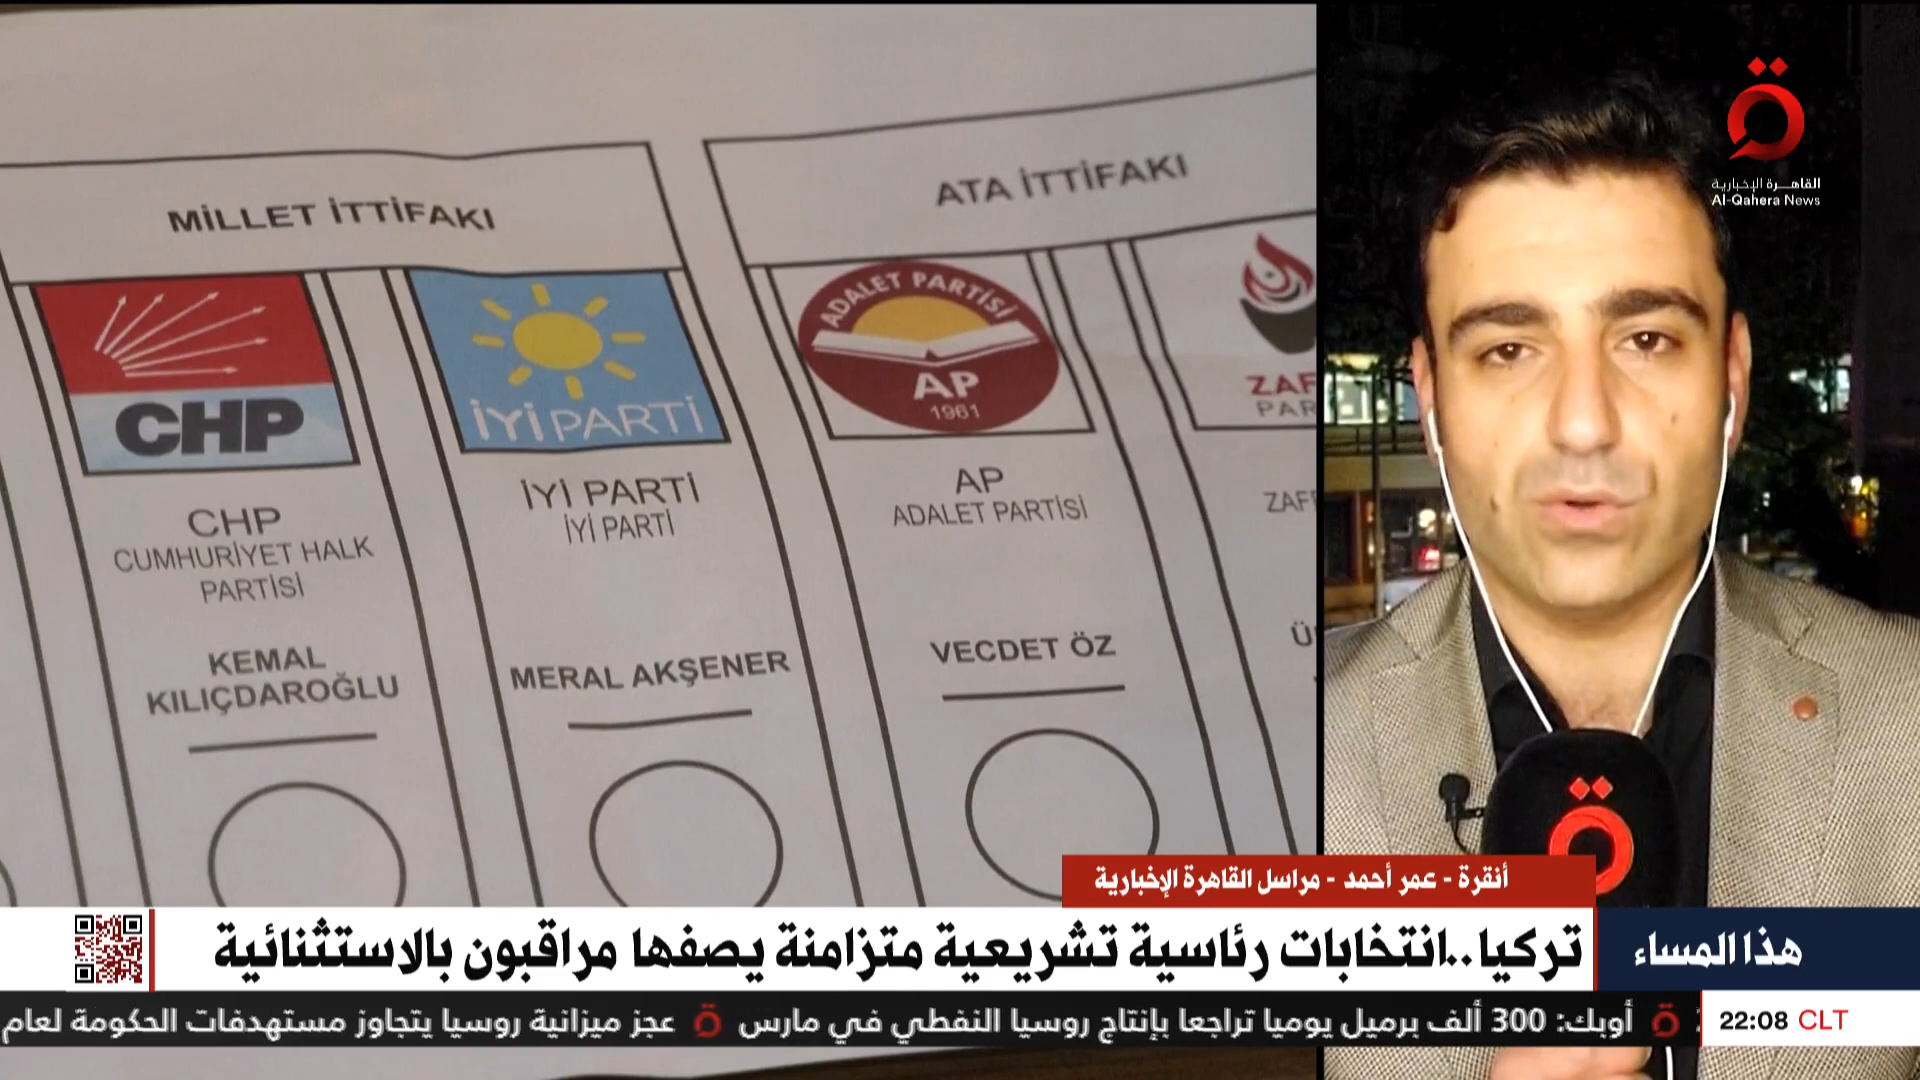 MİLLET İTTİFAKI
ATA İTTİFAKI
CHP
İYİ PARTİ
ADALET PARTİSİ
AP
1961
CHP
CUMHURİYET HALK
PARTİSİ
KEMAL
KILIÇDAROĞLU
İYİ PARTİ
İYİ PARTİ
MERAL AKŞENER
AP
ADALET PARTİSİ
VECDET ÖZ
القاهرة الإخبارية
Al-Qahera News
أنقرة - عمر أحمد - مراسل القاهرة الإخبارية
هذا المساء
تركيا..انتخابات رئاسية تشريعية متزامنة يصفها مراقبون بالاستثنائية
22:08 CLT
أوبك: 300 ألف برميل يوميا تراجعا بإنتاج روسيا النفطي في مارس
عجز ميزانية روسيا يتجاوز مستهدفات الحكومة لعام